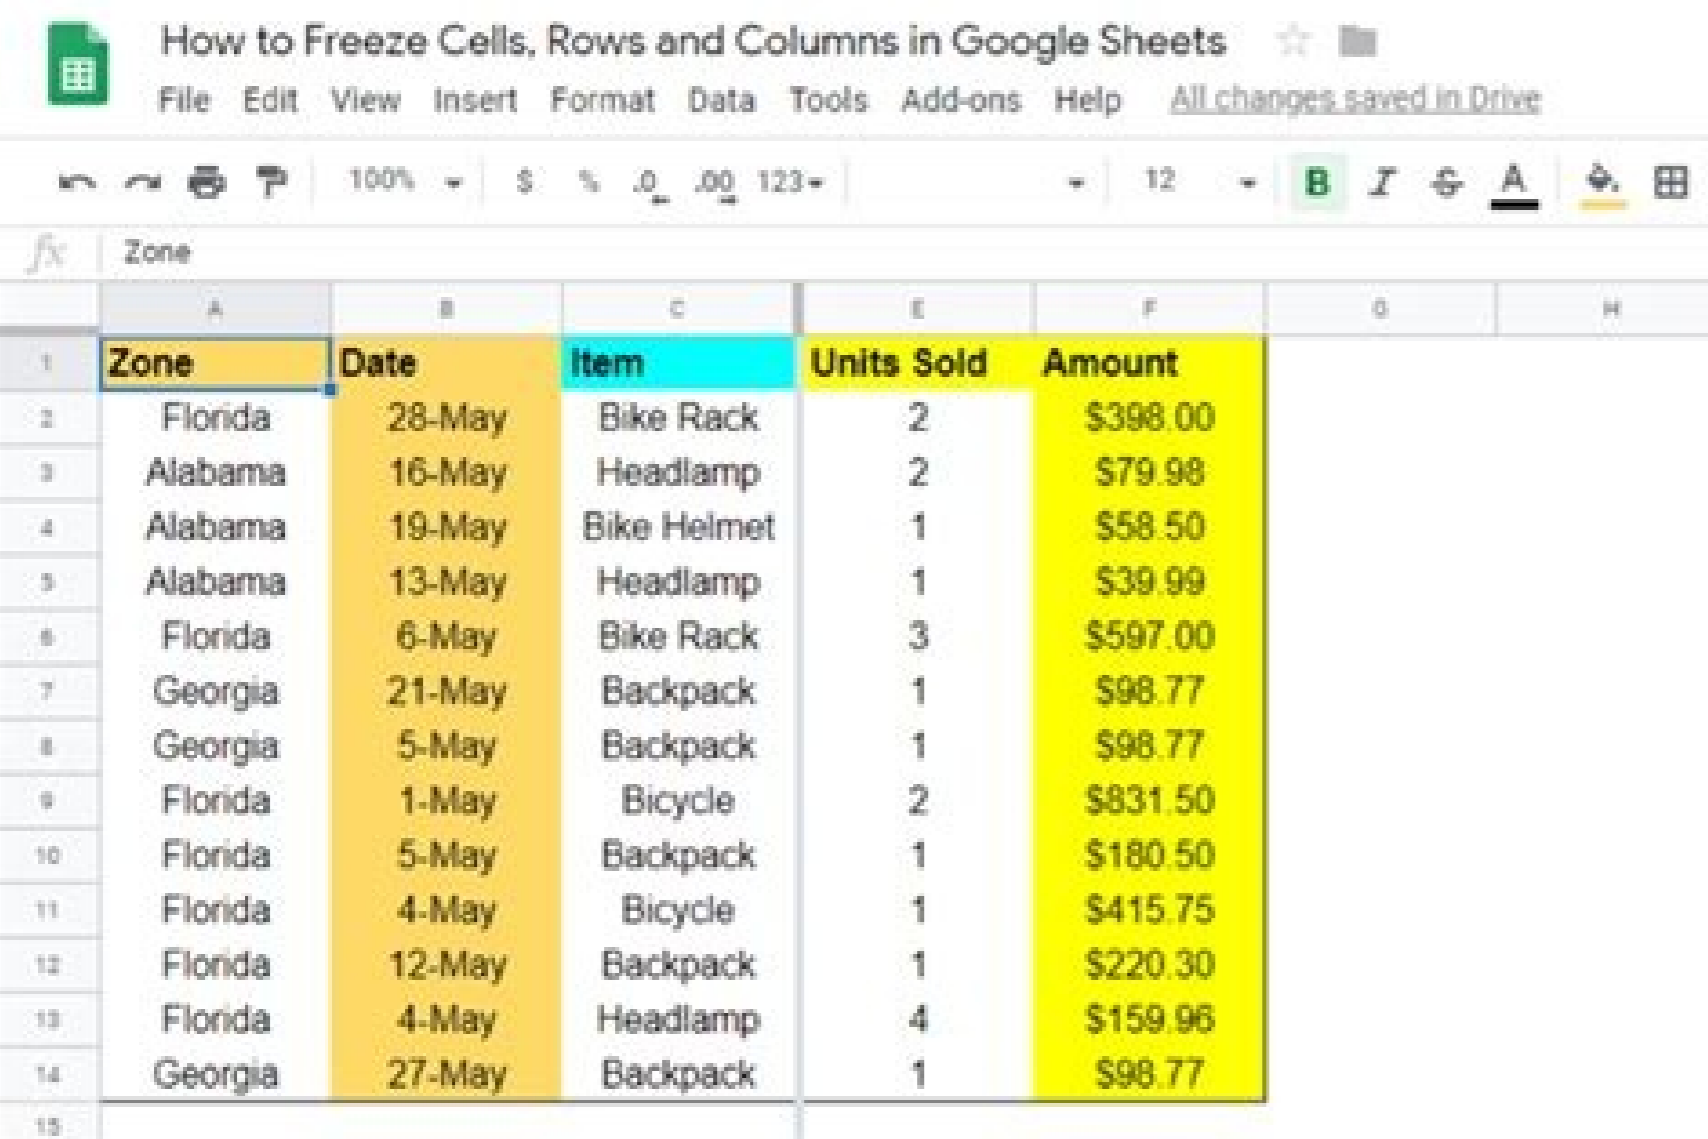 How to Freeze Cells, Rows and Columns in Google Sheets
File Edit View Insert Format Data Tools Add-ons Help All changes saved in Drive
100% $ % .0 .00 123 12 B I S A
fx Zone
A B C E F G H
1 Zone Date Item Units Sold Amount
2 Florida 28-May Bike Rack 2 $398.00
3 Alabama 16-May Headlamp 2 $79.98
4 Alabama 19-May Bike Helmet 1 $58.50
5 Alabama 13-May Headlamp 1 $39.99
6 Florida 6-May Bike Rack 3 $597.00
7 Georgia 21-May Backpack 1 $98.77
8 Georgia 5-May Backpack 1 $98.77
9 Florida 1-May Bicycle 2 $831.50
10 Florida 5-May Backpack 1 $180.50
11 Florida 4-May Bicycle 1 $415.75
12 Florida 12-May Backpack 1 $220.30
13 Florida 4-May Headlamp 4 $159.96
14 Georgia 27-May Backpack 1 $98.77
15